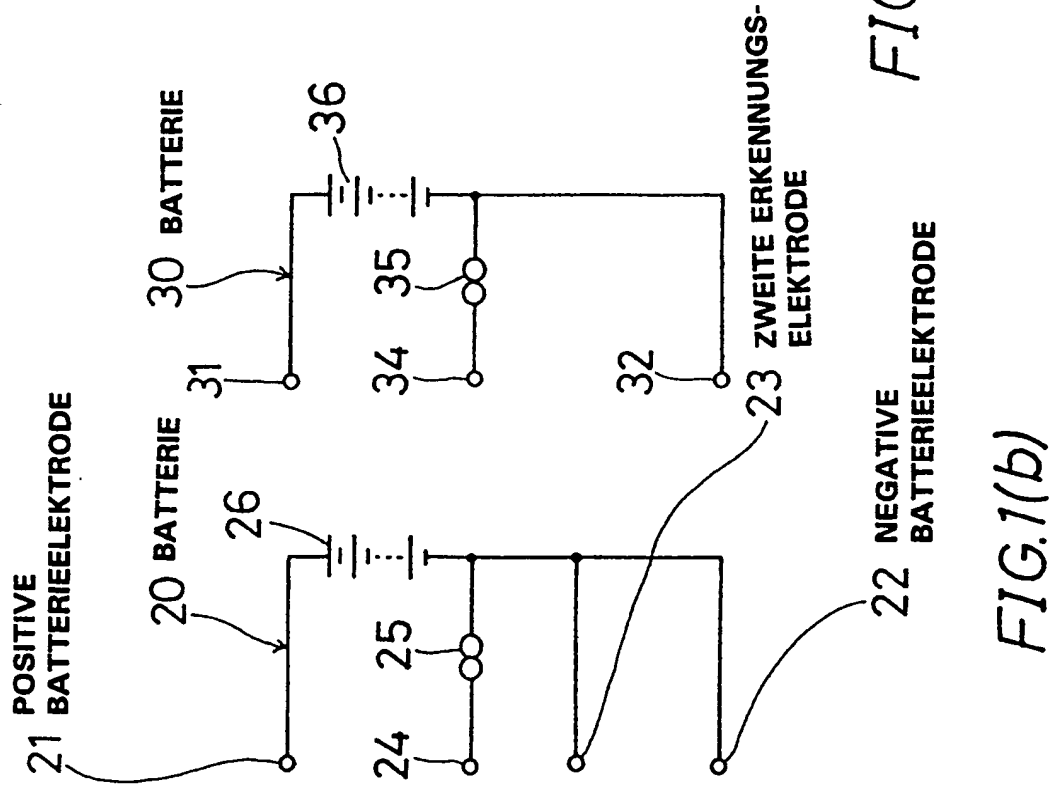 21 POSITIVE
BATTERIEELEKTRODE
20 BATTERIE
26
24
25
23 ZWEITE ERKENNUNGS-
ELEKTRODE
22 NEGATIVE
BATTERIEELEKTRODE
FIG.1(b)
30 BATTERIE
36
31
34
35
32